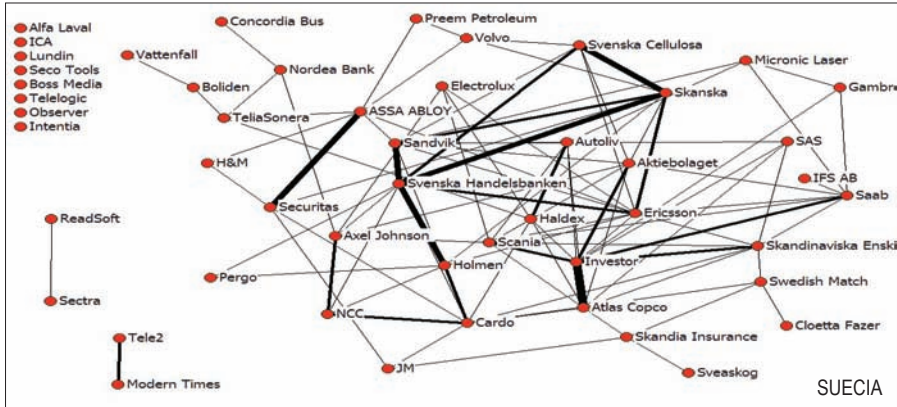 Alfa Laval
ICA
Lundin
Seco Tools
Boss Media
Telelogic
Observer
Intentia
Concordia Bus
Preem Petroleum
Volvo
Svenska Cellulosa
Vattenfall
Nordea Bank
Micronic Laser
Boliden
Electrolux
Skanska
Gambro
TeliaSonera
ASSA ABLOY
Sandvik
Autoliv
SAS
H&M
Aktiebolaget
IFS AB
Svenska Handelsbanken
Saab
Securitas
Ericsson
ReadSoft
Haldex
Axel Johnson
Scania
Skandinaviska Enski
Pergo
Holmen
Investor
Swedish Match
Sectra
NCC
Cardo
Atlas Copco
Cloetta Fazer
Tele2
Skandia Insurance
JM
Sveaskog
Modern Times
SUECIA